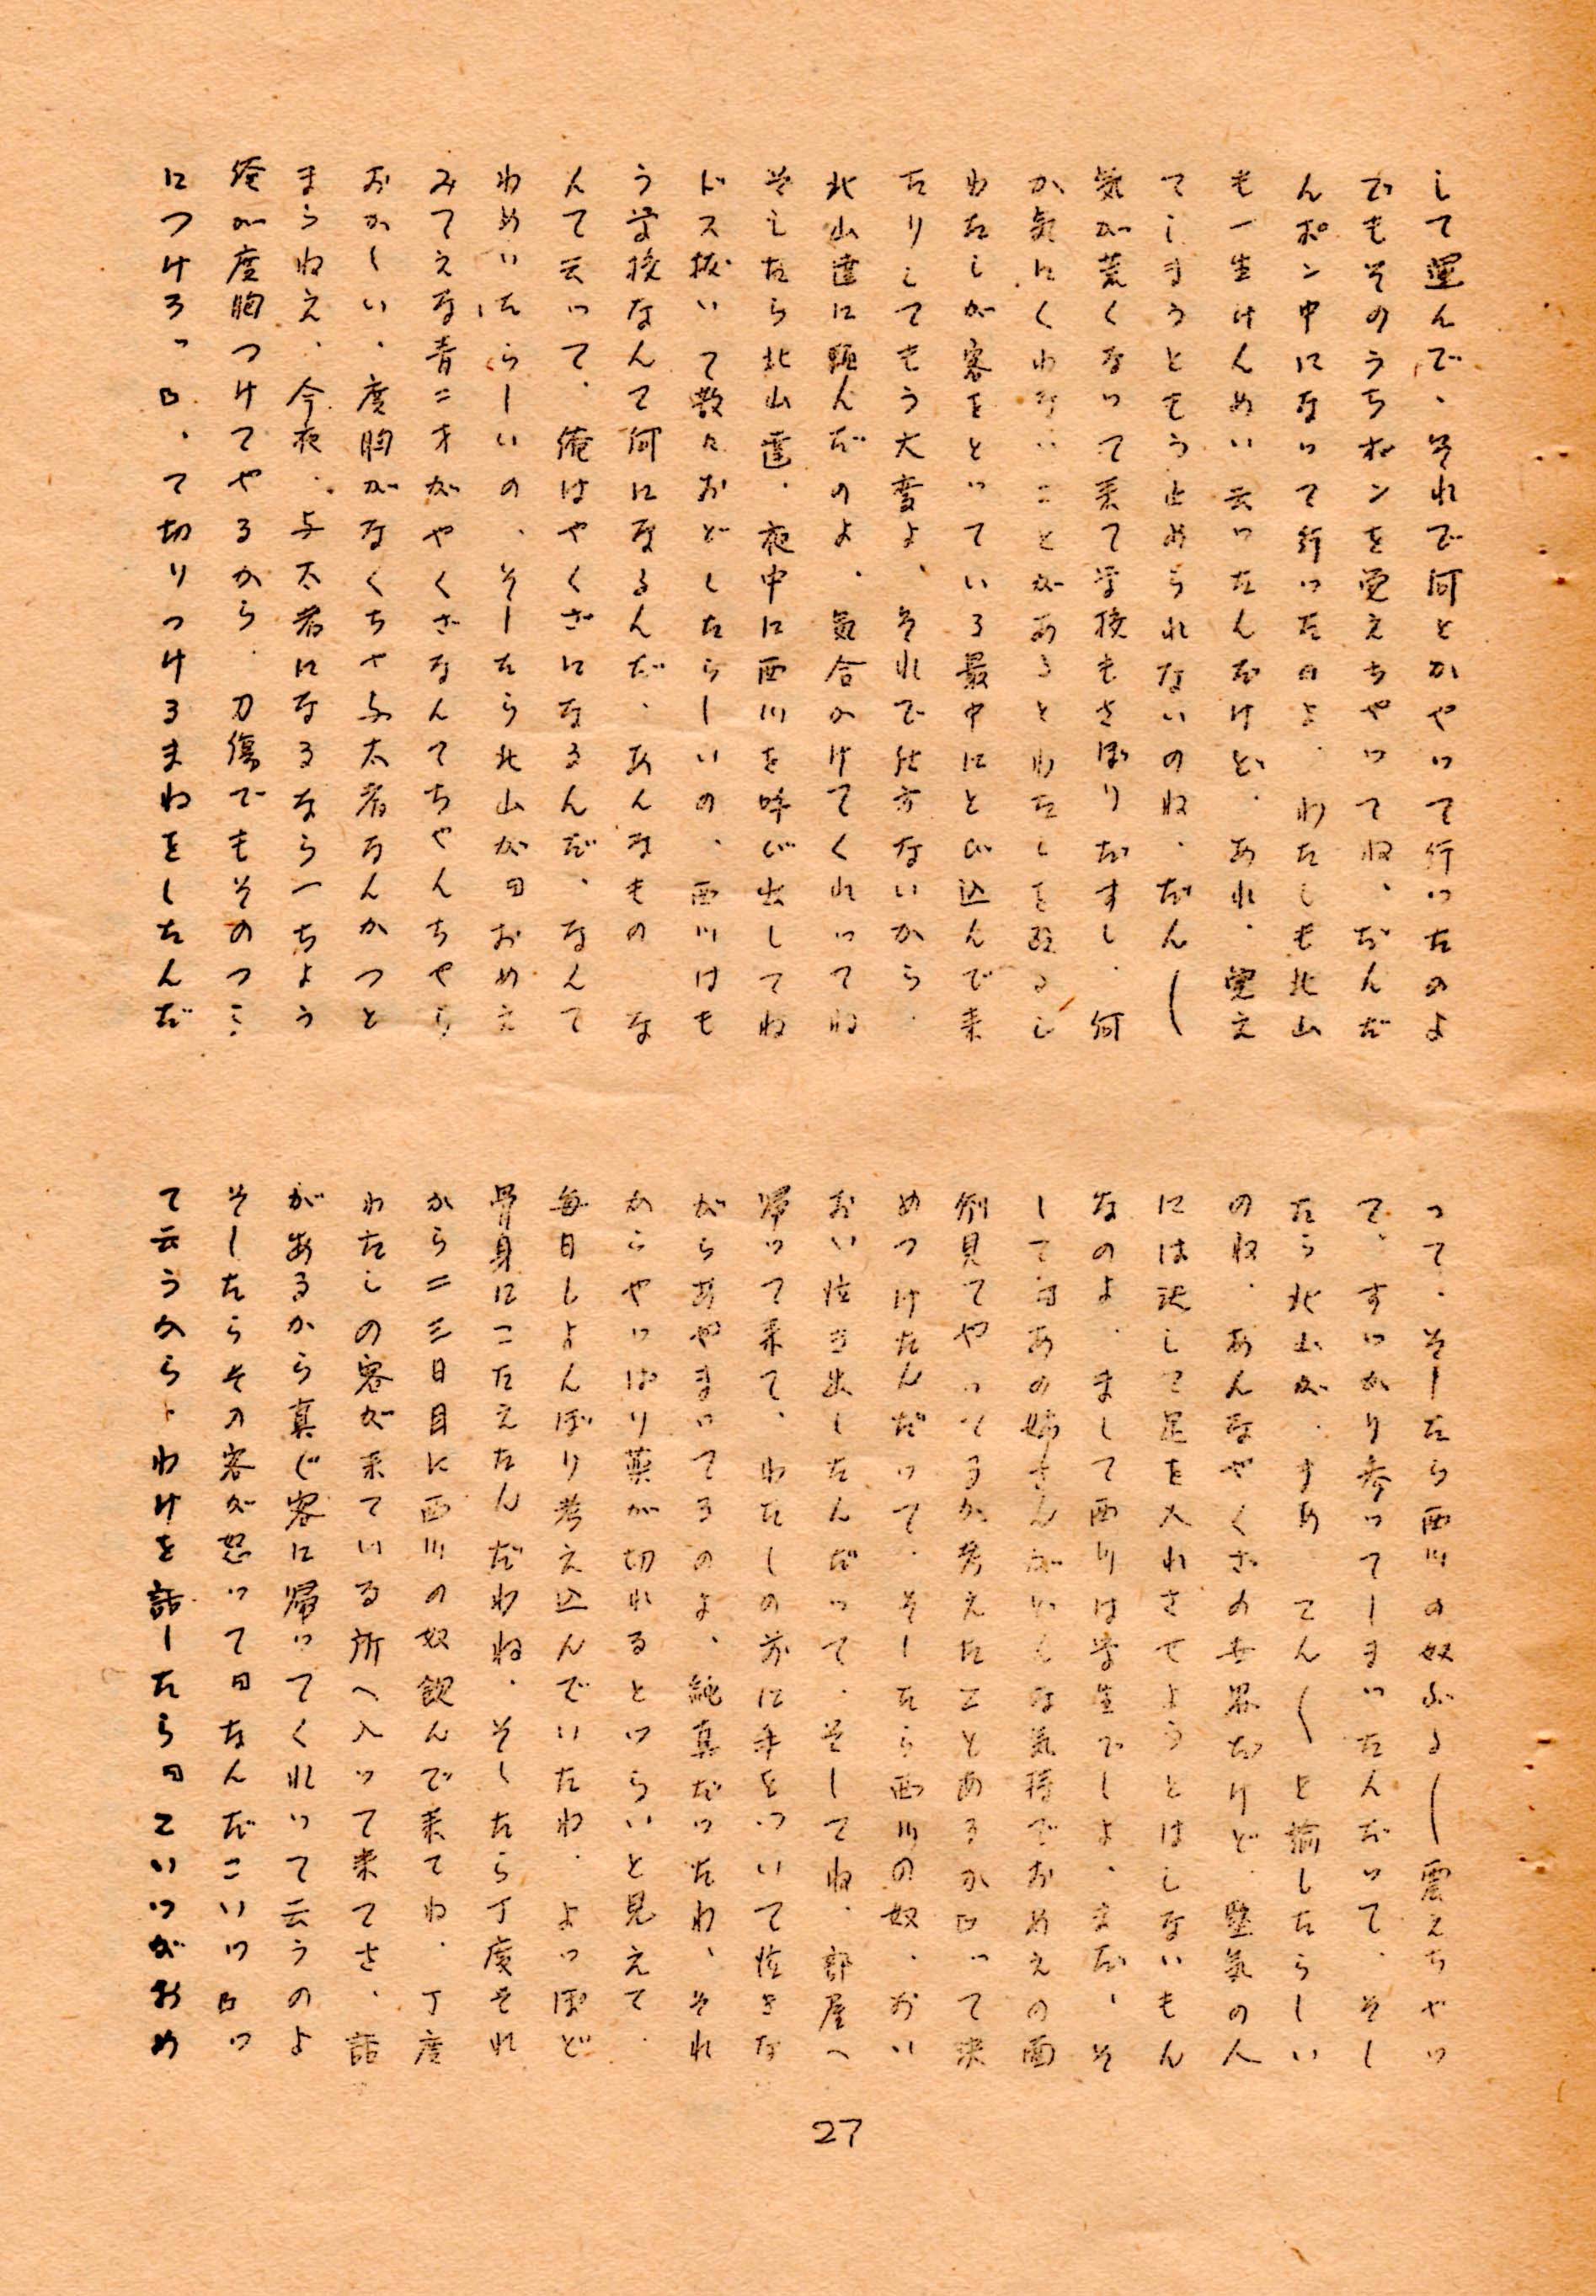 して運んで、それで何とかやって行ったのよ
でもそのうちポンを覚えちゃってね、だんだ
んポン中になって行ったのよ、わたしも北山
も一生けんめい云ったんだけど、あれ、覚え
てしまうともう止められないのね、だん〱
気が荒くなって来て学校もさぼりだすし、何
か気にくわないことがあるとわたしを殴るし
わたしが客をとっている最中にとび込んで来
たりしてもう大変よ、それで仕方ないから、
北山達に頼んだのよ、気合かけてくれってね
そしたら北山達、夜中に西川を呼び出してね
ドス抜いて散々おどしたらしいの、西川はも
う学校なんて何になるんだ、あんなもの な
んて云って、俺はやくざになるんだ、なんて
わめいたらしいの、そしたら北山が『おめえ
みてえな青二才がやくざなんてちゃんちゃら
おかしい、度胸がなくちゃ与太者なんかつと
まらねえ、今夜、与太者になるなら一ちょう
俺が度胸つけてやるから、刀傷でもそのつら
につけろっ』、て切りつけるまねをしたんだ
って、そしたら西川の奴ぶる〱震えちゃっ
て、すっかり参ってしまったんだって、そし
たら北山が、すあ てん〱と諭したらしい
のね、あんなやくざの世界だけど、堅気の人
には決して足を入れさせようとはしないもん
なのよ、まして西川は学生でしょ、まだ、そ
して『あの姉さんがどんな気持でおめえの面
倒見てやってるか考えたことあるか』って決
めつけたんだって、そしたら西川の奴、おい
おい泣き出したんだって、そしてね、部屋へ
帰って来て、わたしの前に手をついて泣きな
がらあやまってるのよ、純真だったわ、それ
からやっぱり薬が切れるとつらいと見えて、
毎日しょんぼり考え込んでいたわ、よっぽど
骨身にこたえたんだわね、そしたら丁度それ
から二三日目に西川の奴飲んで来てね、丁度
わたしの客が来ている所へ入って来てさ、話
があるから真ぐ客に帰ってくれって云うのよ
そしたらその客が怒って『なんだこいつ』っ
て云うから、わけを話したら『こいつがおめ
27